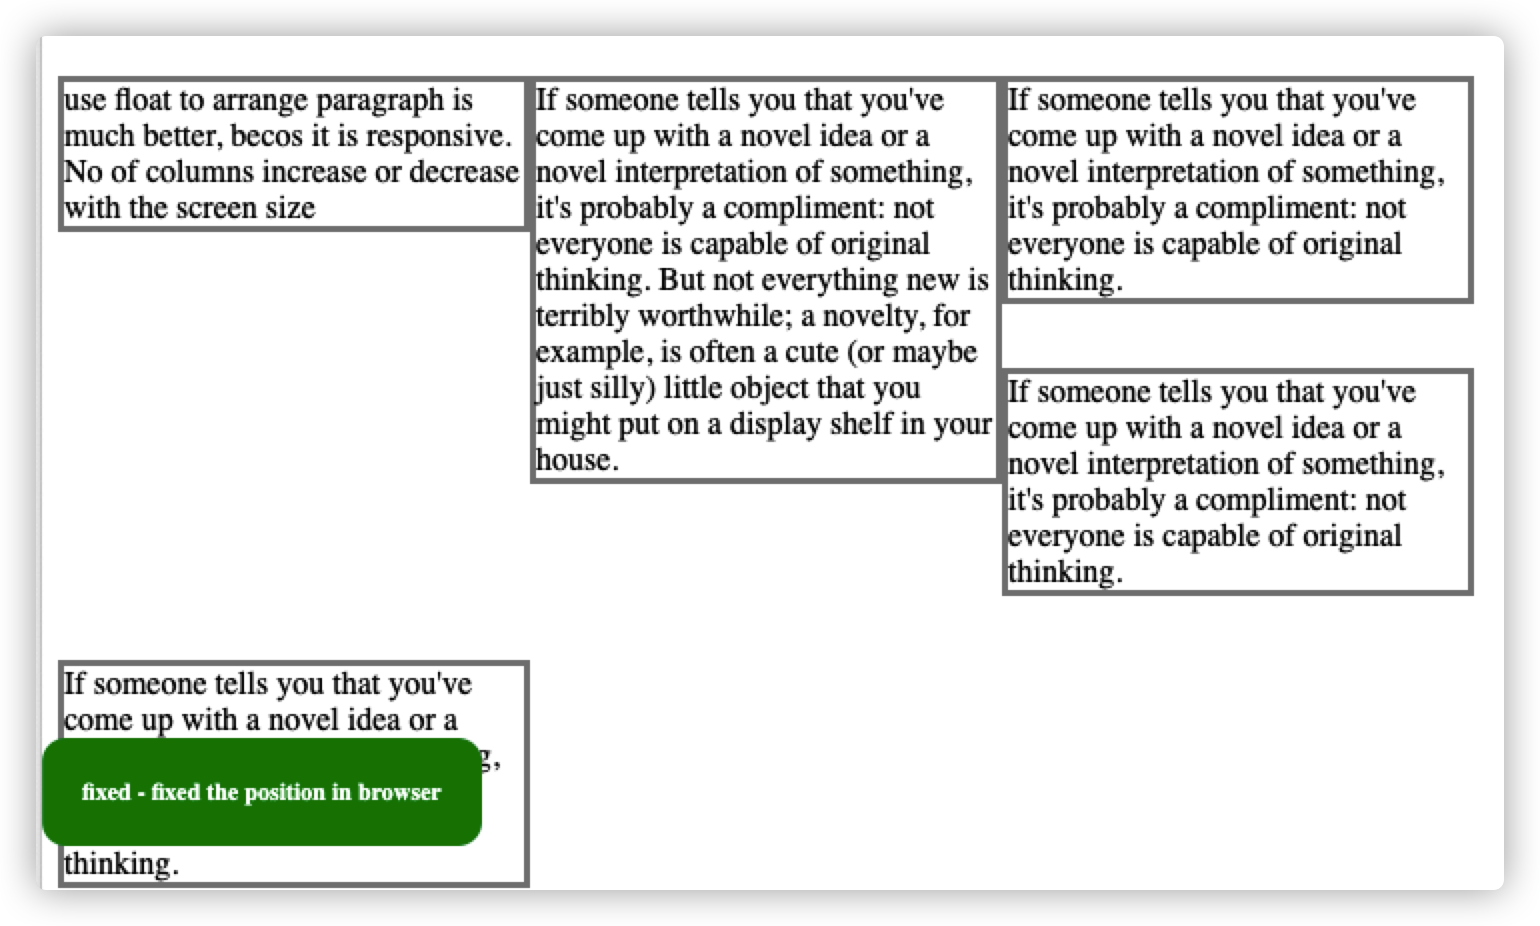 use float to arrange paragraph is
much better, becos it is responsive.
No of columns increase or decrease
with the screen size
If someone tells you that you've
come up with a novel idea or a
novel interpretation of something,
it's probably a compliment: not
everyone is capable of original
thinking. But not everything new is
terribly worthwhile; a novelty, for
example, is often a cute (or maybe
just silly) little object that you
might put on a display shelf in your
house.
If someone tells you that you've
come up with a novel idea or a
novel interpretation of something,
it's probably a compliment: not
everyone is capable of original
thinking.
If someone tells you that you've
come up with a novel idea or a
novel interpretation of something,
it's probably a compliment: not
everyone is capable of original
thinking.
If someone tells you that you've
come up with a novel idea or a
g,
fixed - fixed the position in browser
thinking.